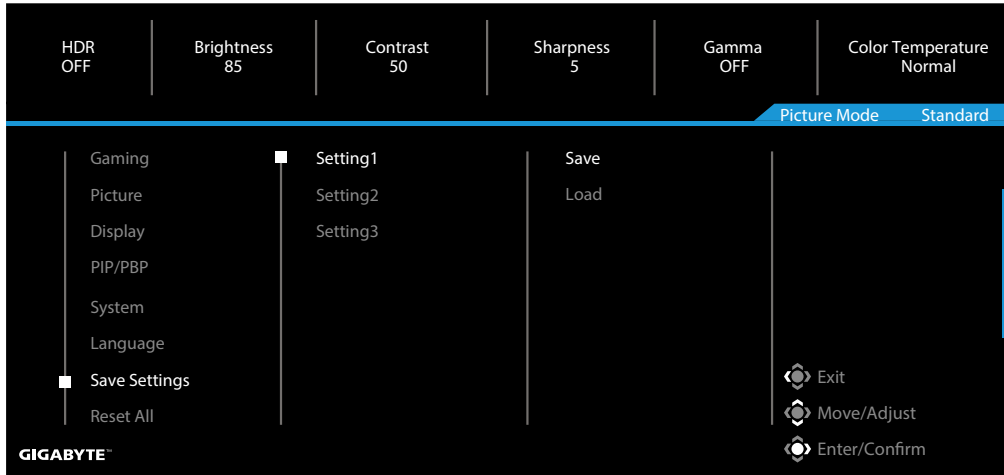 HDR
OFF
Brightness
85
Contrast
50
Sharpness
5
Gamma
OFF
Color Temperature
Normal
Picture Mode Standard
Gaming
Picture
Display
PIP/PBP
System
Language
Save Settings
Reset All
Setting1
Setting2
Setting3
Save
Load
Exit
Move/Adjust
Enter/Confirm
GIGABYTE™